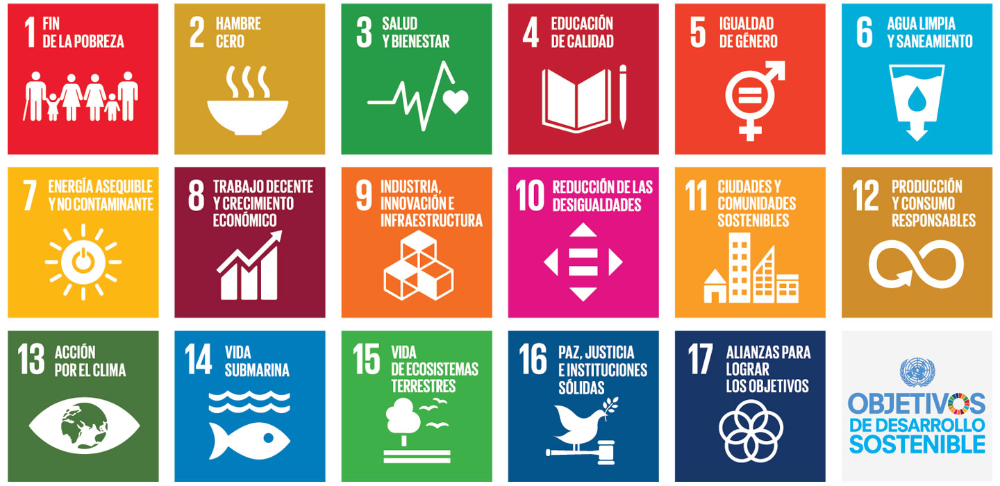 1 FIN
DE LA POBREZA
2 HAMBRE
CERO
3 SALUD
Y BIENESTAR
4 EDUCACIÓN
DE CALIDAD
5 IGUALDAD
DE GÉNERO
6 AGUA LIMPIA
Y SANEAMIENTO
7 ENERGÍA ASEQUIBLE
Y NO CONTAMINANTE
8 TRABAJO DECENTE
Y CRECIMIENTO
ECONÓMICO
9 INDUSTRIA,
INNOVACIÓN E
INFRAESTRUCTURA
10 REDUCCIÓN DE LAS
DESIGUALDADES
11 CIUDADES Y
COMUNIDADES
SOSTENIBLES
12 PRODUCCIÓN
Y CONSUMO
RESPONSABLES
13 ACCIÓN
POR EL CLIMA
14 VIDA
SUBMARINA
15 VIDA
DE ECOSISTEMAS
TERRESTRES
16 PAZ, JUSTICIA
E INSTITUCIONES
SÓLIDAS
17 ALIANZAS PARA
LOGRAR
LOS OBJETIVOS
OBJETIVOS
DE DESARROLLO
SOSTENIBLE